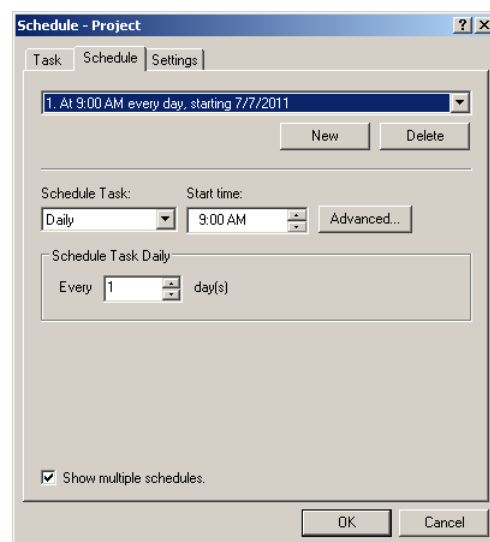 Schedule - Project
Task Schedule Settings
1. At 9:00 AM every day, starting 7/7/2011
New Delete
Schedule Task: Start time:
Daily 9:00 AM Advanced...
Schedule Task Daily
Every 1 day(s)
Show multiple schedules.
OK Cancel